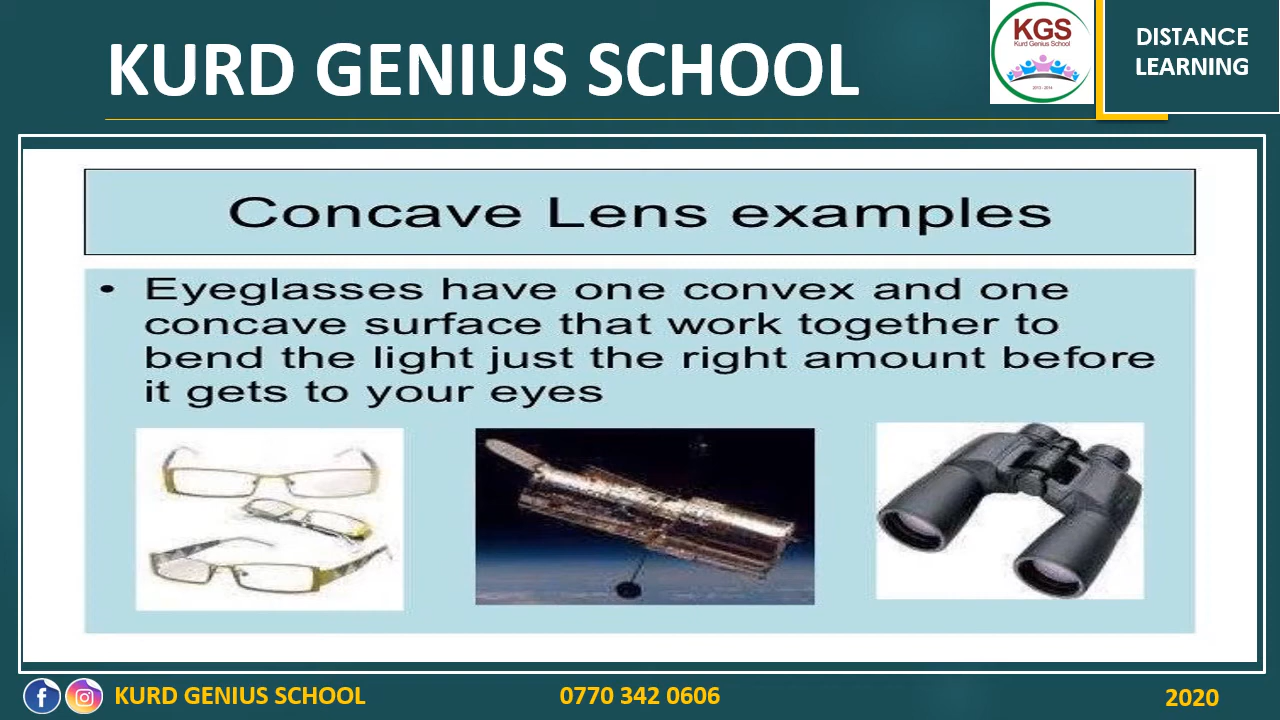 KURD GENIUS SCHOOL
KGS
Kurd Genius School
2013 - 2014
DISTANCE
LEARNING
Concave Lens examples
• Eyeglasses have one convex and one
concave surface that work together to
bend the light just the right amount before
it gets to your eyes
KURD GENIUS SCHOOL
0770 342 0606
2020